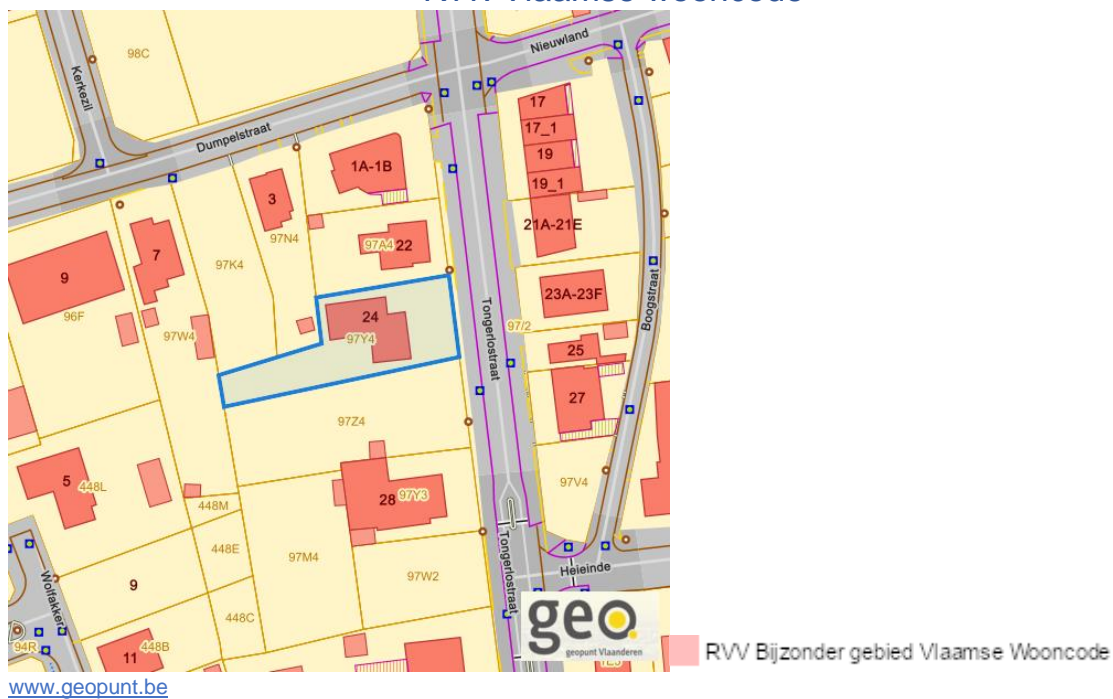 RVV Vlaamse wooncode
98C
Nieuwland
Kerkezil
Dumpelstraat
17
17_1
1A-1B
19
19_1
3
21A-21E
97N4
97A4 22
7
97K4
9
23A-23F
96F
24
97/2
97Y4
97W4
Tongerlostraat
Boogstraat
25
27
97Z4
5 448L
97V4
28 97Y3
448M
448E
97M4
Heieinde
97W2
Tongerlostraat
Wolfakker
9
448C
94R
448B
11
geo
geopunt Vlaanderen
RVV Bijzonder gebied Vlaamse Wooncode
www.geopunt.be